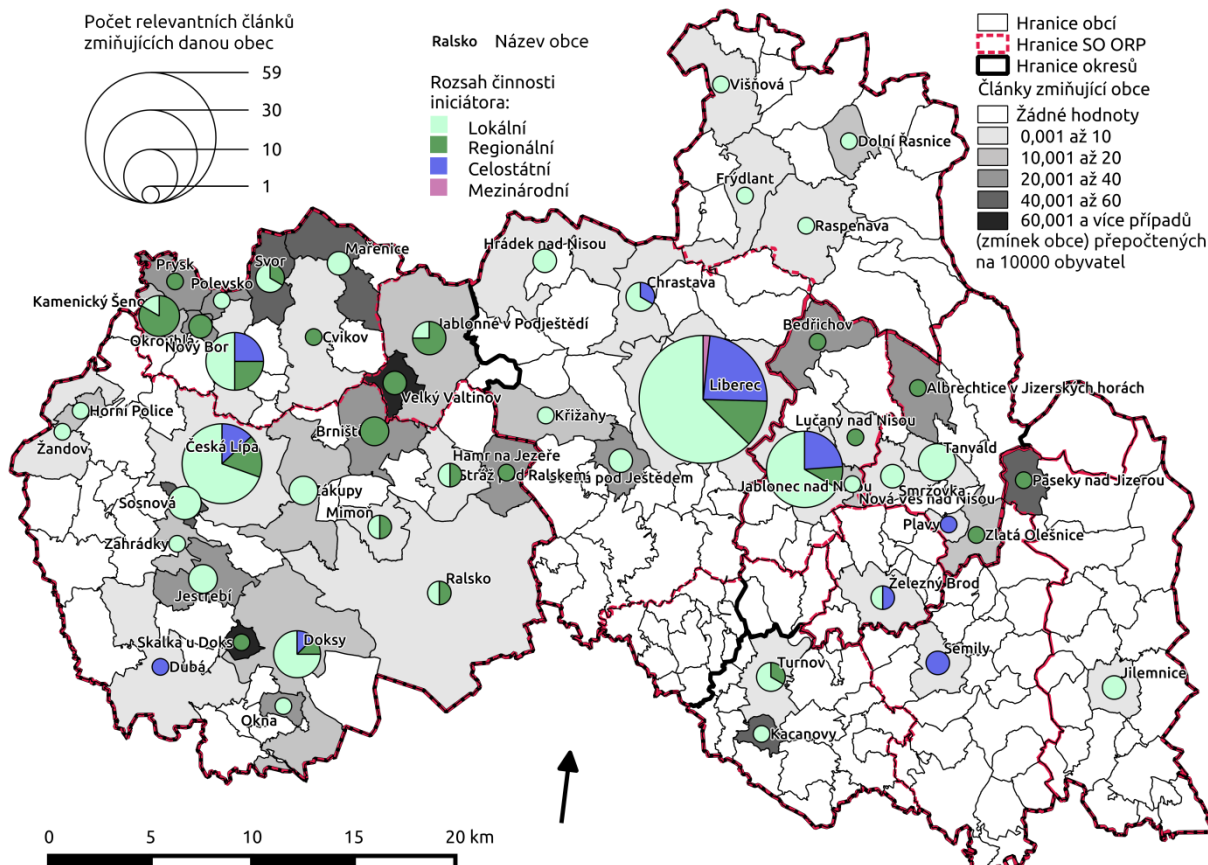 Počet relevantních článků
zmiňujících danou obec
59
30
10
1
Ralsko Název obce
Rozsah činnosti
iniciátora:
Lokální
Regionální
Celostátní
Mezinárodní
Hranice obcí
Hranice SO ORP
Hranice okresů
Články zmiňující obce
Žádné hodnoty
0,001 až 10
10,001 až 20
20,001 až 40
40,001 až 60
60,001 a více případů
(zmínek obce) přepočtených
na 10000 obyvatel
Višňová
Dolní Řasnice
Frýdlant
Raspenava
Hrádek nad Nisou
Mařenice
Svor
Prysk
Polevsko
Chrastava
Kamenický Šeno
Okrouhlá
Nový Bor
Cvikov
Jablonné v Podještědí
Bedřichov
Liberec
Albrechtice v Jizerských horách
Velký Valtinov
Horní Police
Křižany
Žandov
Brniště
Lučany nad Nisou
Česká Lípa
Tanvald
Hamr na Jezeře
Stráž pod Ralskem
pod Ještědem
Jablonec nad Nisou
Smržovka
Nová Ves nad Nisou
Paseky nad Jizerou
Zákupy
Sosnová
Mimoň
Plavy
Zlatá Olešnice
Zahrádky
Ralsko
Železný Brod
Jestřebí
Skalka u Doks
Doksy
Dubá
Turnov
Semily
Jilemnice
Okna
Kacanovy
0 5 10 15 20 km